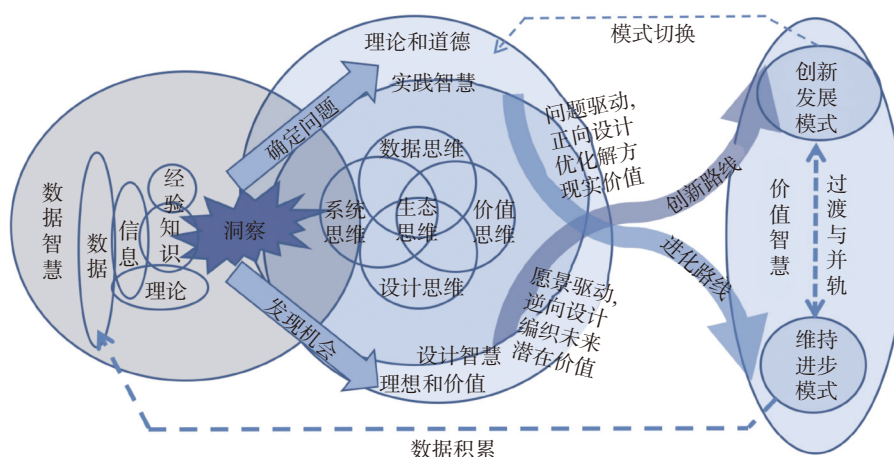 理论和道德
实践智慧
模式切换
确定问题
数据智慧
数据
信息
经验
知识
理论
洞察
发现机会
数据思维
系统
思维
生态
思维
价值
思维
设计思维
设计智慧
理想和价值
问题驱动,
正向设计
优化解方
现实价值
愿景驱动,
逆向设计
编织未来
潜在价值
创新路线
进化路线
创新
发展
模式
价值智慧
过渡与并轨
维持
进步
模式
数据积累